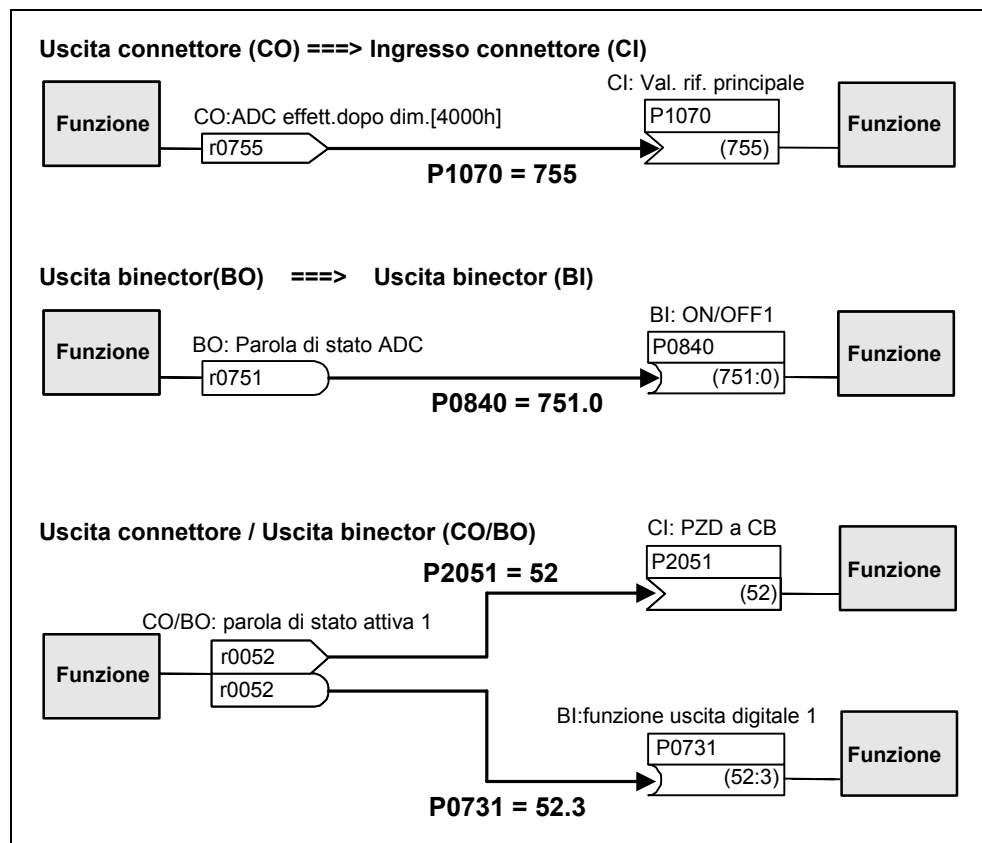 Uscita connettore (CO) ===> Ingresso connettore (CI)
CI: Val. rif. principale
Funzione
CO:ADC effett.dopo dim.[4000h]
r0755
P1070 = 755
P1070
(755)
Funzione
Uscita binector(BO) ===> Uscita binector (BI)
BI: ON/OFF1
Funzione
BO: Parola di stato ADC
r0751
P0840 = 751.0
P0840
(751:0)
Funzione
Uscita connettore / Uscita binector (CO/BO)
CI: PZD a CB
P2051 = 52
P2051
(52)
Funzione
CO/BO: parola di stato attiva 1
Funzione
r0052
r0052
BI:funzione uscita digitale 1
P0731
(52:3)
Funzione
P0731 = 52.3